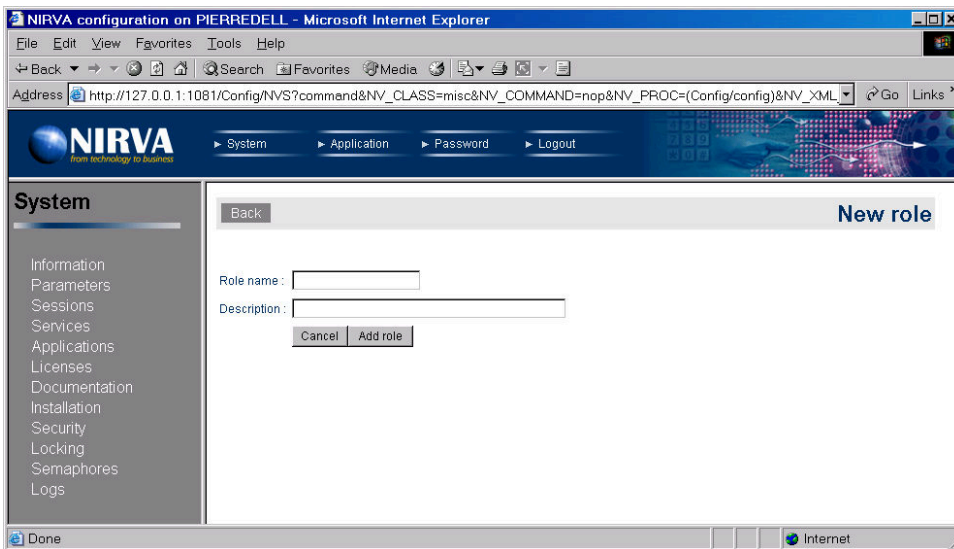 NIRVA configuration on PIERREDELL - Microsoft Internet Explorer
File Edit View Favorites Tools Help
Back Search Favorites Media
Address http://127.0.0.1:1081/Config/NVS?command&NV_CLASS=misc&NV_COMMAND=nop&NV_PROC=(Config/config)&NV_XML_ Go Links
NIRVA
from technology to business
System Application Password Logout
System
Back New role
Information
Parameters
Sessions
Services
Applications
Licenses
Documentation
Installation
Security
Locking
Semaphores
Logs
Role name :
Description :
Cancel Add role
Done Internet